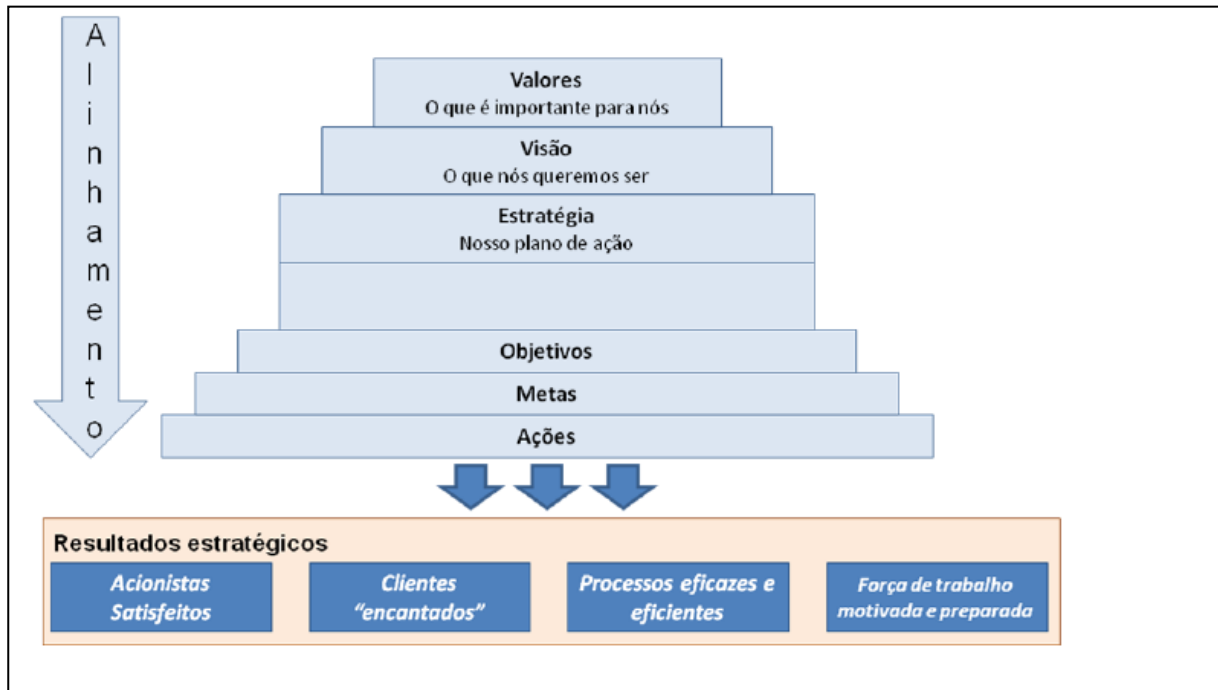 Alinhamento
Valores
O que é importante para nós
Visão
O que nós queremos ser
Estratégia
Nosso plano de ação
Objetivos
Metas
Ações
Resultados estratégicos
Acionistas
Satisfeitos
Clientes
“encantados”
Processos eficazes e
eficientes
Força de trabalho
motivada e preparada